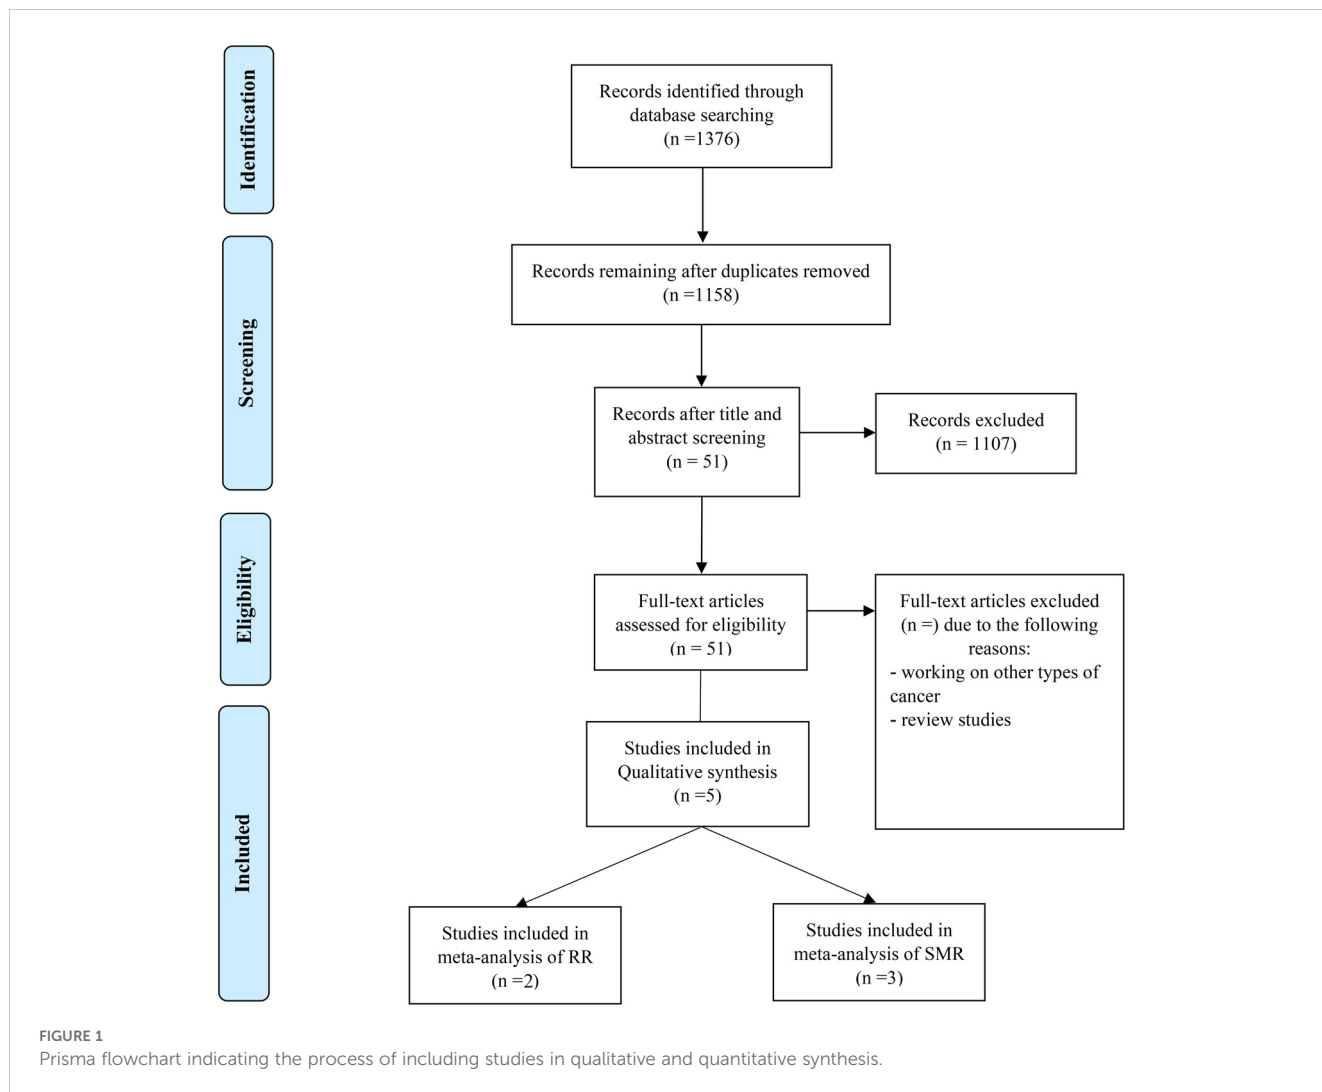 Identification
Records identified through
database searching
(n =1376)
Screening
Records remaining after duplicates removed
(n =1158)
Records after title and
abstract screening
(n = 51)
Records excluded
(n = 1107)
Eligibility
Full-text articles
assessed for eligibility
(n = 51)
Full-text articles excluded
(n =) due to the following
reasons:
- working on other types of
cancer
- review studies
Included
Studies included in
Qualitative synthesis
(n =5)
Studies included in
meta-analysis of RR
(n =2)
Studies included in
meta-analysis of SMR
(n =3)
FIGURE 1
Prisma flowchart indicating the process of including studies in qualitative and quantitative synthesis.